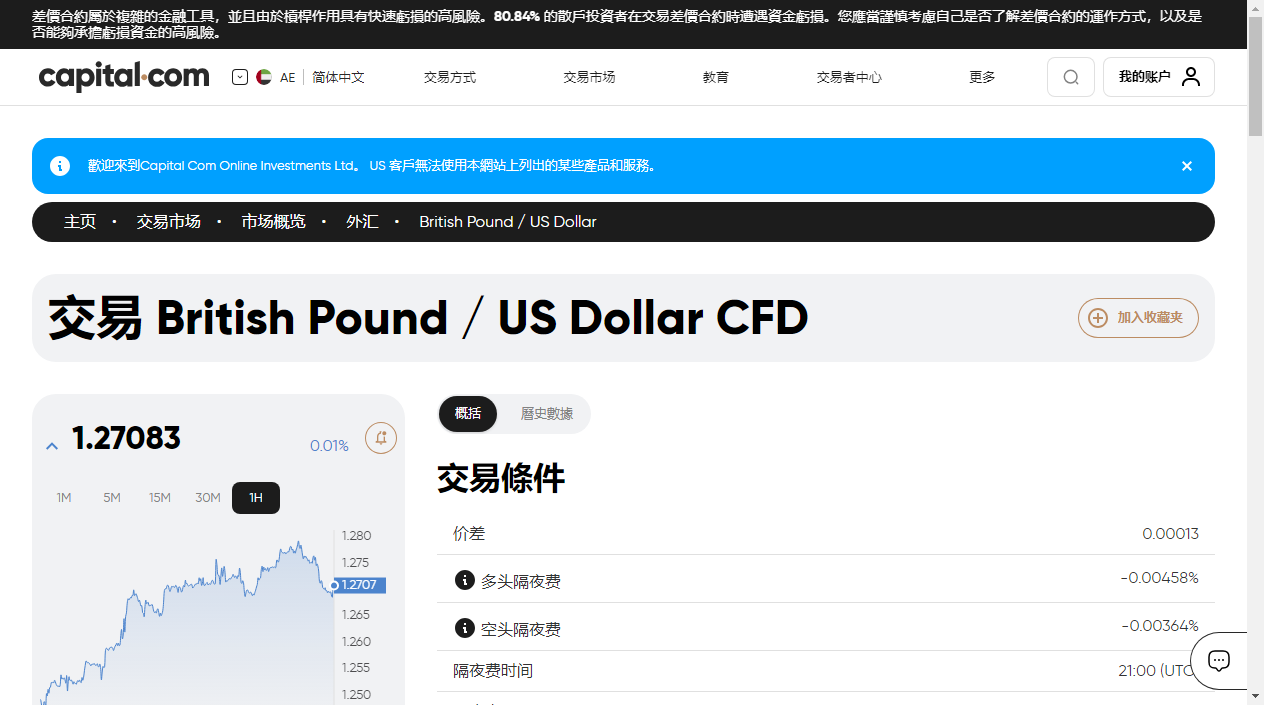 差價合約屬於複雜的金融工具，並且由於槓桿作用具有快速虧損的高風險。80.84% 的散戶投資者在交易差價合約時遭遇資金虧損。您應當謹慎考慮自己是否了解差價合約的運作方式，以及是
否能夠承擔虧損資金的高風險。
capital.com
AE 简体中文 交易方式 交易市场 教育 交易者中心 更多 我的账户
歡迎來到Capital Com Online Investments Ltd。 US 客戶無法使用本網站上列出的某些產品和服務。
主页 · 交易市场 · 市场概览 · 外汇 · British Pound / US Dollar
交易 British Pound / US Dollar CFD
加入收藏夹
1.27083
0.01%
1M 5M 15M 30M 1H
1.280
1.275
1.2707
1.265
1.260
1.255
1.250
概括 曆史數據
交易條件
价差 0.00013
多头隔夜费 -0.00458%
空头隔夜费 -0.00364%
隔夜费时间 21:00 (UTC